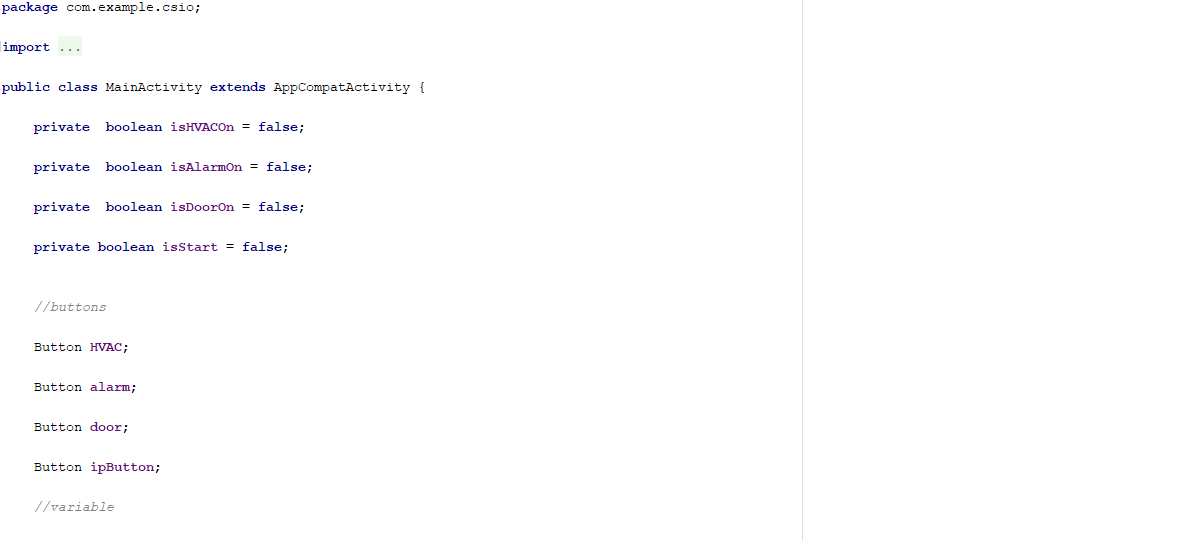 package com.example.csio;
import ...
public class MainActivity extends AppCompatActivity {
private  boolean isHVACOn = false;
private  boolean isAlarmOn = false;
private  boolean isDoorOn = false;
private boolean isStart = false;
//buttons
Button HVAC;
Button alarm;
Button door;
Button ipButton;
//variable